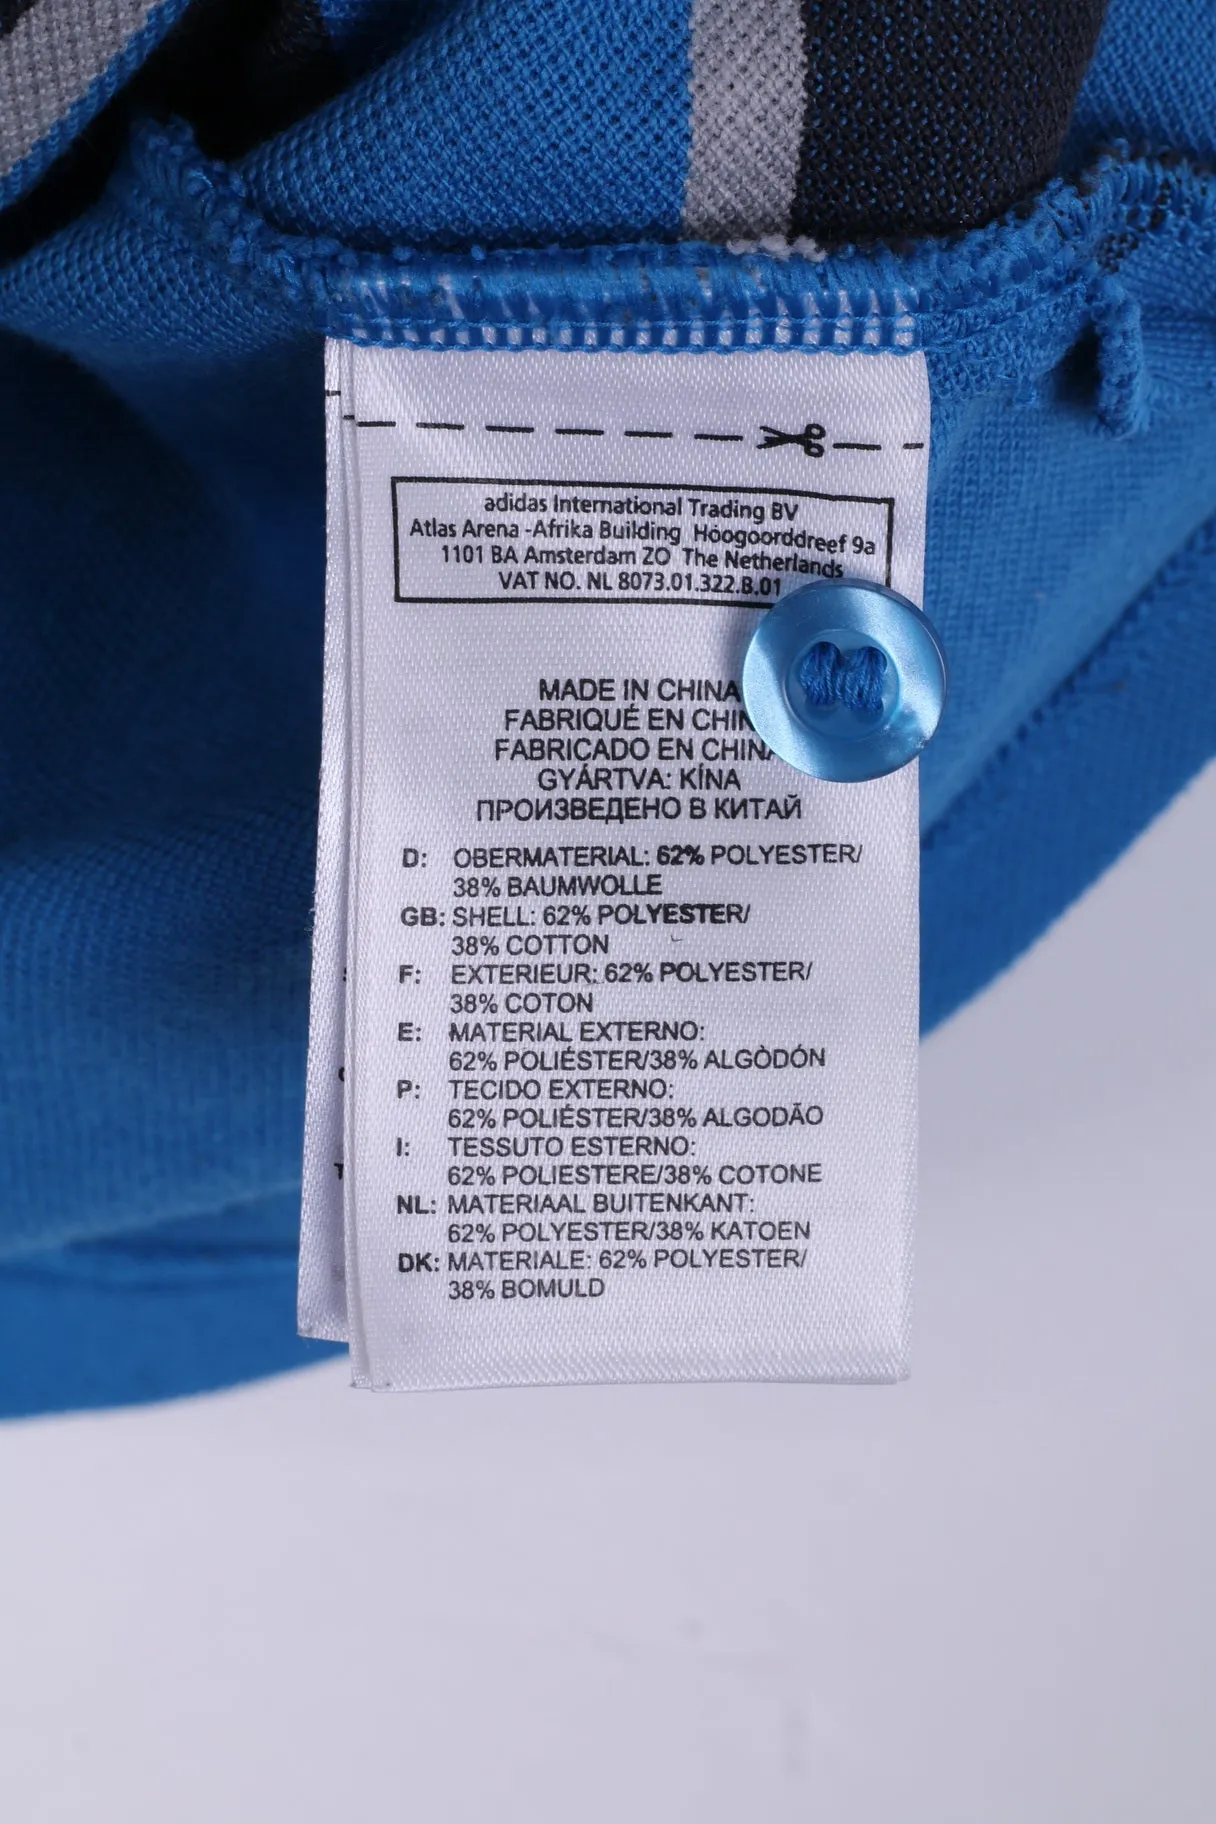 adidas International Trading BV
Atlas Arena -Afrika Building Hoogoorddreef 9a
1101 BA Amsterdam ZO The Netherlands
VAT NO. NL 8073.01.322.B.01
MADE IN CHINA
FABRIQUÉ EN CHIN
FABRICADO EN CHINA
GYÁRTVA: KÍNA
ПРОИЗВЕДЕНО В КИТАЙ
D: OBERMATERIAL: 62% POLYESTER/
38% BAUMWOLLE
GB: SHELL: 62% POLYESTER/
38% COTTON
F: EXTERIEUR: 62% POLYESTER/
38% COTON
E: MATERIAL EXTERNO:
62% POLIÉSTER/38% ALGÒDÓN
P: TECIDO EXTERNO:
62% POLIÉSTER/38% ALGODÃO
I: TESSUTO ESTERNO:
62% POLIESTERE/38% COTONE
NL: MATERIAAL BUITENKANT:
62% POLYESTER/38% KATOEN
DK: MATERIALE: 62% POLYESTER/
38% BOMULD